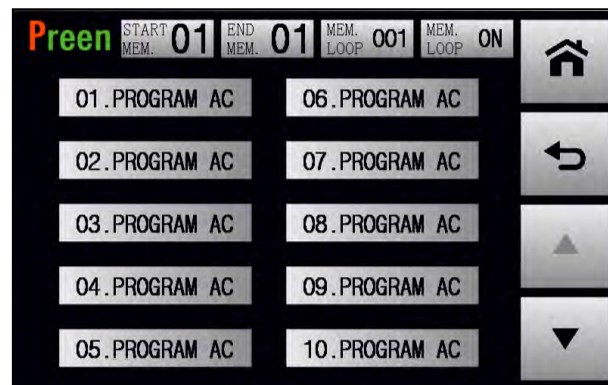 Preen START MEM. 01 END MEM. 01 MEM. LOOP 001 MEM. LOOP ON
01.PROGRAM AC
02.PROGRAM AC
03.PROGRAM AC
04.PROGRAM AC
05.PROGRAM AC
06.PROGRAM AC
07.PROGRAM AC
08.PROGRAM AC
09.PROGRAM AC
10.PROGRAM AC